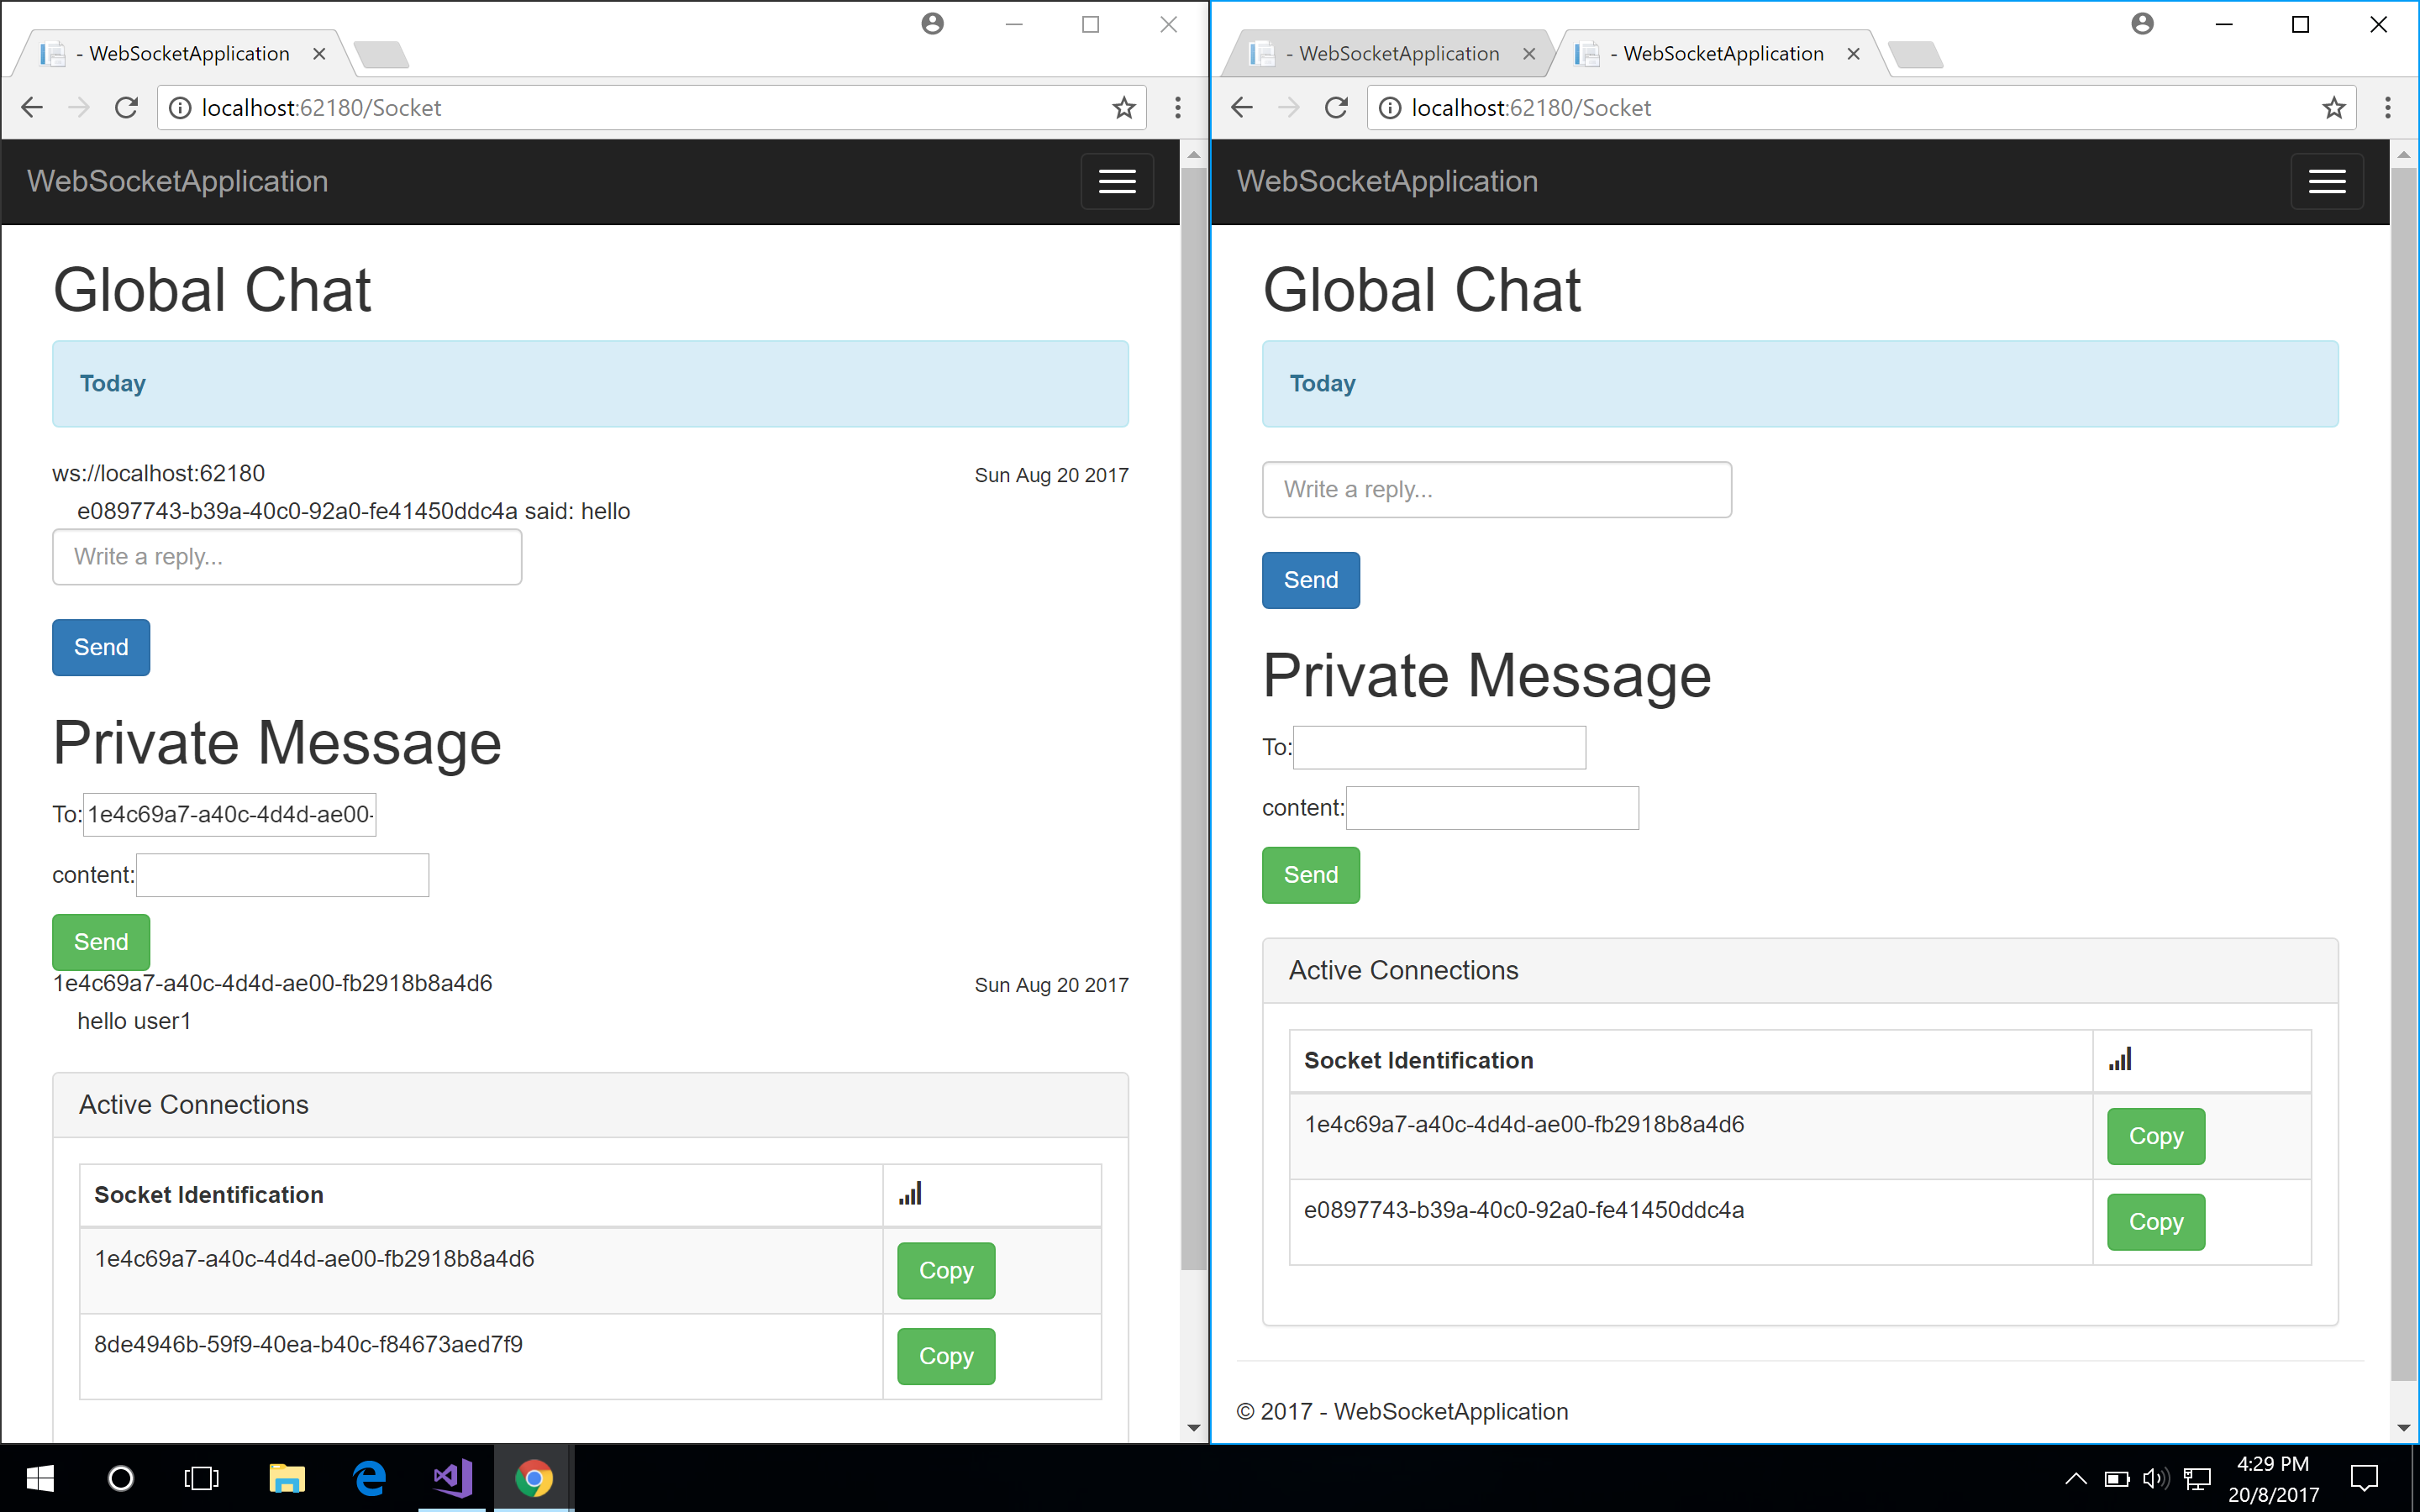 - WebSocketApplication
localhost:62180/Socket
WebSocketApplication
Global Chat
Today
ws://localhost:62180
Sun Aug 20 2017
e0897743-b39a-40c0-92a0-fe41450ddc4a said: hello
Write a reply...
Send
Private Message
To: 1e4c69a7-a40c-4d4d-ae00-
content:
Send
1e4c69a7-a40c-4d4d-ae00-fb2918b8a4d6
Sun Aug 20 2017
hello user1
Active Connections
Socket Identification
1e4c69a7-a40c-4d4d-ae00-fb2918b8a4d6 Copy
8de4946b-59f9-40ea-b40c-f84673aed7f9 Copy
- WebSocketApplication
- WebSocketApplication
localhost:62180/Socket
WebSocketApplication
Global Chat
Today
Write a reply...
Send
Private Message
To:
content:
Send
Active Connections
Socket Identification
1e4c69a7-a40c-4d4d-ae00-fb2918b8a4d6 Copy
e0897743-b39a-40c0-92a0-fe41450ddc4a Copy
© 2017 - WebSocketApplication
4:29 PM
20/8/2017